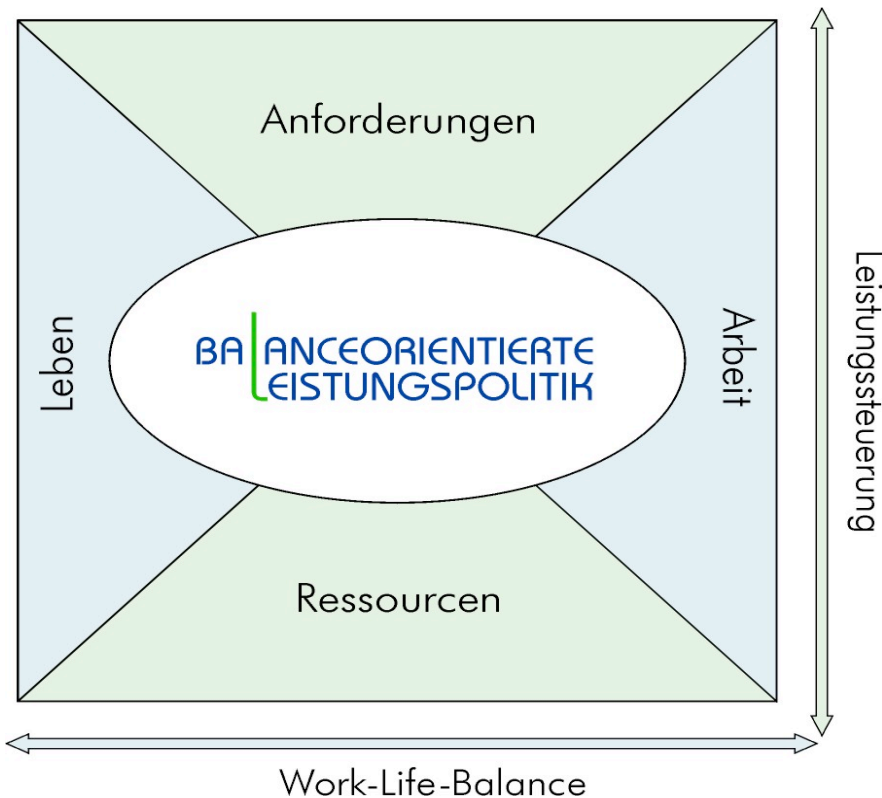 Anforderungen
Leben
BALANCEORIENTIERTE
LEISTUNGSPOLITIK
Arbeit
Leistungssteuerung
Ressourcen
Work-Life-Balance